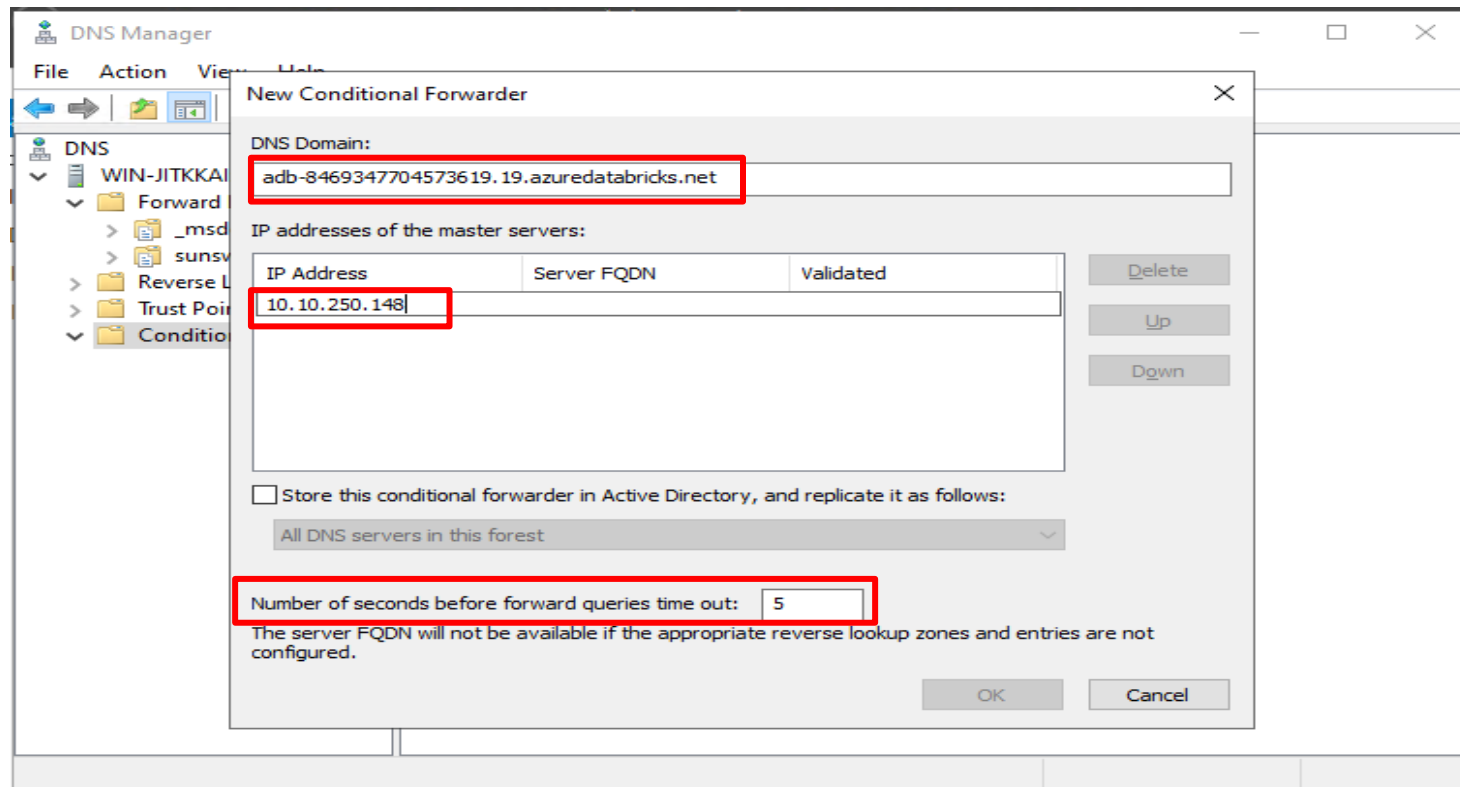 DNS Manager
File Action View Help
New Conditional Forwarder
DNS
WIN-JITKKAI
Forward
_msd
sunsv
Reverse L
Trust Poi
Conditio
DNS Domain:
adb-8469347704573619.19.azuredatabricks.net
IP addresses of the master servers:
IP Address Server FQDN Validated
10.10.250.148
Delete
Up
Down
Store this conditional forwarder in Active Directory, and replicate it as follows:
All DNS servers in this forest
Number of seconds before forward queries time out: 5
The server FQDN will not be available if the appropriate reverse lookup zones and entries are not
configured.
OK Cancel